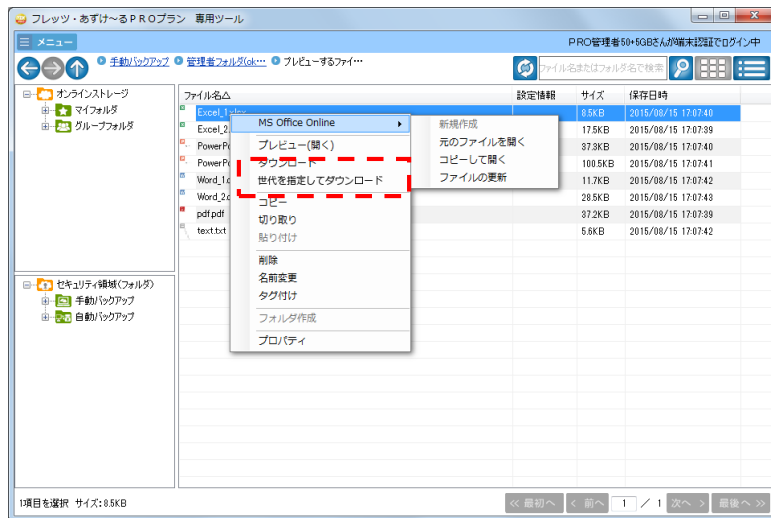 フレッツ・あずけ～るPROプラン 専用ツール
メニュー
PRO管理者50+5GBさんが端末認証でログイン中
手動バックアップ 管理者フォルダ(ok… プレビューするファイ…
ファイル名またはフォルダ名で検索
オンラインストレージ
マイフォルダ
グループフォルダ
セキュリティ領域(フォルダ)
手動バックアップ
自動バックアップ
ファイル名△ 設定情報 サイズ 保存日時
Excel_1.xlsx 8.5KB 2015/08/15 17:07:40
Excel_2. 17.5KB 2015/08/15 17:07:39
PowerPo 37.3KB 2015/08/15 17:07:40
PowerPo 100.5KB 2015/08/15 17:07:41
Word_1.d 11.7KB 2015/08/15 17:07:42
Word_2.d 28.5KB 2015/08/15 17:07:43
pdf.pdf 37.2KB 2015/08/15 17:07:39
text.txt 5.6KB 2015/08/15 17:07:42
MS Office Online
プレビュー(開く)
ダウンロード
世代を指定してダウンロード
コピー
切り取り
貼り付け
削除
名前変更
タグ付け
フォルダ作成
プロパティ
新規作成
元のファイルを開く
コピーして開く
ファイルの更新
1項目を選択 サイズ:8.5KB
≪ 最初へ < 前へ 1 / 1 次へ > 最後へ ≫